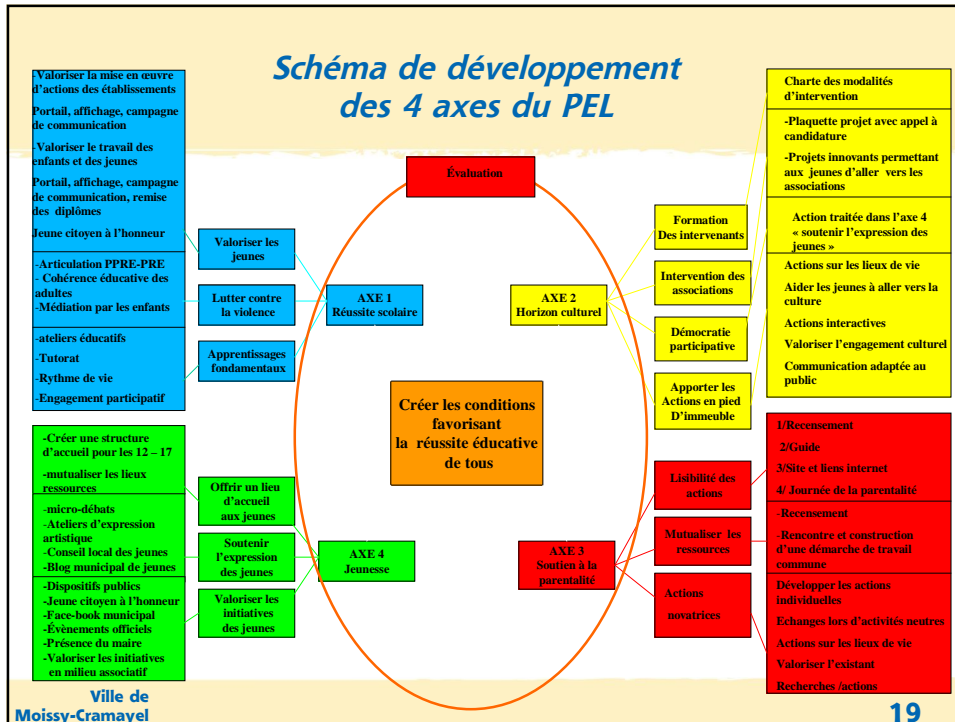 Schéma de développement
des 4 axes du PEL
-Valoriser la mise en œuvre
d'actions des établissements
Portail, affichage, campagne
de communication
-Valoriser le travail des
enfants et des jeunes
Portail, affichage, campagne
de communication, remise
des diplômes
Jeune citoyen à l'honneur
-Articulation PPRE-PRE
- Cohérence éducative des
adultes
-Médiation par les enfants
-ateliers éducatifs
-Tutorat
-Rythme de vie
-Engagement participatif
Valoriser les
jeunes
Lutter contre
la violence
Apprentissages
fondamentaux
AXE 1
Réussite scolaire
Évaluation
AXE 2
Horizon culturel
Formation
Des intervenants
Intervention des
associations
Démocratie
participative
Apporter les
Actions en pied
D'immeuble
Charte des modalités
d'intervention
-Plaquette projet avec appel à
candidature
-Projets innovants permettant
aux jeunes d'aller vers les
associations
Action traitée dans l'axe 4
« soutenir l'expression des
jeunes »
Actions sur les lieux de vie
Aider les jeunes à aller vers la
culture
Actions interactives
Valoriser l'engagement culturel
Communication adaptée au
public
Créer les conditions
favorisant
la réussite éducative
de tous
-Créer une structure
d'accueil pour les 12 – 17
-mutualiser les lieux
ressources
-micro-débats
-Ateliers d'expression
artistique
-Conseil local des jeunes
-Blog municipal de jeunes
-Dispositifs publics
-Jeune citoyen à l'honneur
-Face-book municipal
-Évènements officiels
-Présence du maire
-Valoriser les initiatives
en milieu associatif
Offrir un lieu
d'accueil
aux jeunes
Soutenir
l'expression
des jeunes
Valoriser les
initiatives
des jeunes
AXE 4
Jeunesse
AXE 3
Soutien à la
parentalité
Lisibilité des
actions
Mutualiser les
ressources
Actions
novatrices
1/Recensement
2/Guide
3/Site et liens internet
4/ Journée de la parentalité
-Recensement
-Rencontre et construction
d'une démarche de travail
commune
Développer les actions
individuelles
Echanges lors d'activités neutres
Actions sur les lieux de vie
Valoriser l'existant
Recherches /actions
Ville de
Moissy-Cramayel
19